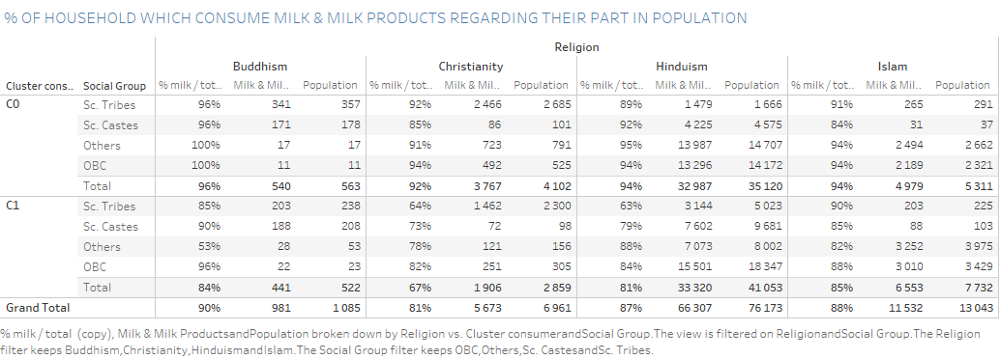 % OF HOUSEHOLD WHICH CONSUME MILK & MILK PRODUCTS REGARDING THEIR PART IN POPULATION
Religion
Buddhism Christianity Hinduism Islam
Cluster cons.. Social Group % milk / tot.. Milk & Mil.. Population % milk / tot.. Milk & Mil.. Population % milk / tot.. Milk & Mil.. Population % milk / tot.. Milk & Mil.. Population
C0 Sc. Tribes 96% 341 357 92% 2 466 2 685 89% 1 479 1 666 91% 265 291
Sc. Castes 96% 171 178 85% 86 101 92% 4 225 4 575 84% 31 37
Others 100% 17 17 91% 723 791 95% 13 987 14 707 94% 2 494 2 662
OBC 100% 11 11 94% 492 525 94% 13 296 14 172 94% 2 189 2 321
Total 96% 540 563 92% 3 767 4 102 94% 32 987 35 120 94% 4 979 5 311
C1 Sc. Tribes 85% 203 238 64% 1 462 2 300 63% 3 144 5 023 90% 203 225
Sc. Castes 90% 188 208 73% 72 98 79% 7 602 9 681 85% 88 103
Others 53% 28 53 78% 121 156 88% 7 073 8 002 82% 3 252 3 975
OBC 96% 22 23 82% 251 305 84% 15 501 18 347 88% 3 010 3 429
Total 84% 441 522 67% 1 906 2 859 81% 33 320 41 053 85% 6 553 7 732
Grand Total 90% 981 1 085 81% 5 673 6 961 87% 66 307 76 173 88% 11 532 13 043
% milk / total (copy), Milk & Milk ProductsandPopulation broken down by Religion vs. Cluster consumerandSocial Group.The view is filtered on ReligionandSocial Group.The Religion
filter keeps Buddhism,Christianity,HinduismandIslam.The Social Group filter keeps OBC,Others,Sc. CastesandSc. Tribes.